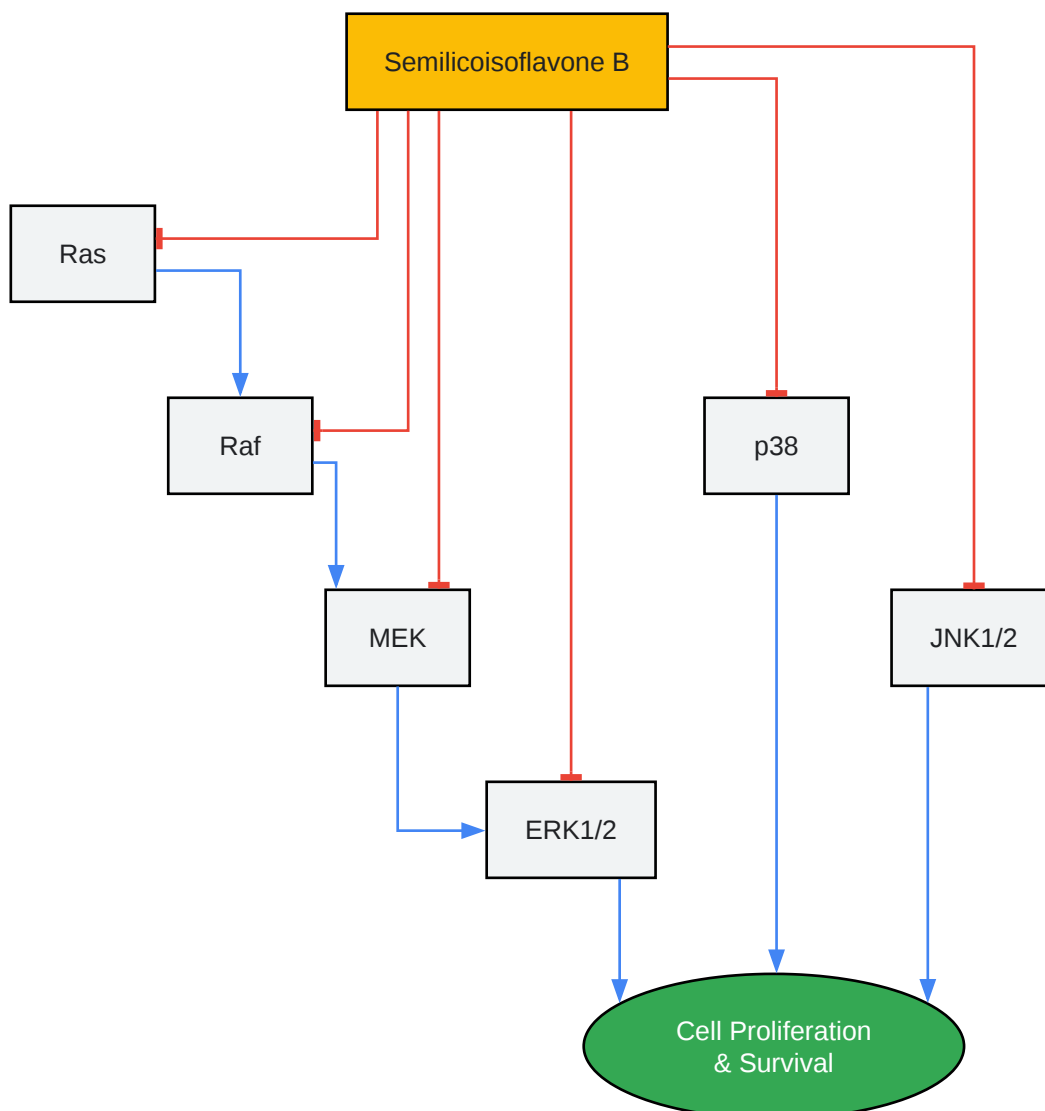 Semilicoisoflavone B
Ras
Raf
p38
MEK
JNK1/2
ERK1/2
Cell Proliferation
& Survival